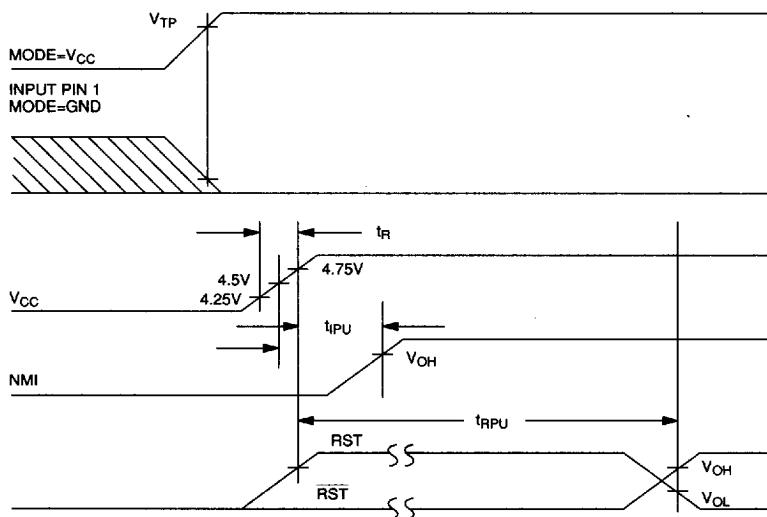 V_TP
MODE=V_CC
INPUT PIN 1
MODE=GND
t_R
4.75V
4.5V
4.25V
V_CC
t_IPU
V_OH
NMI
t_RPU
RST
V_OH
R̅S̅T̅
V_OL